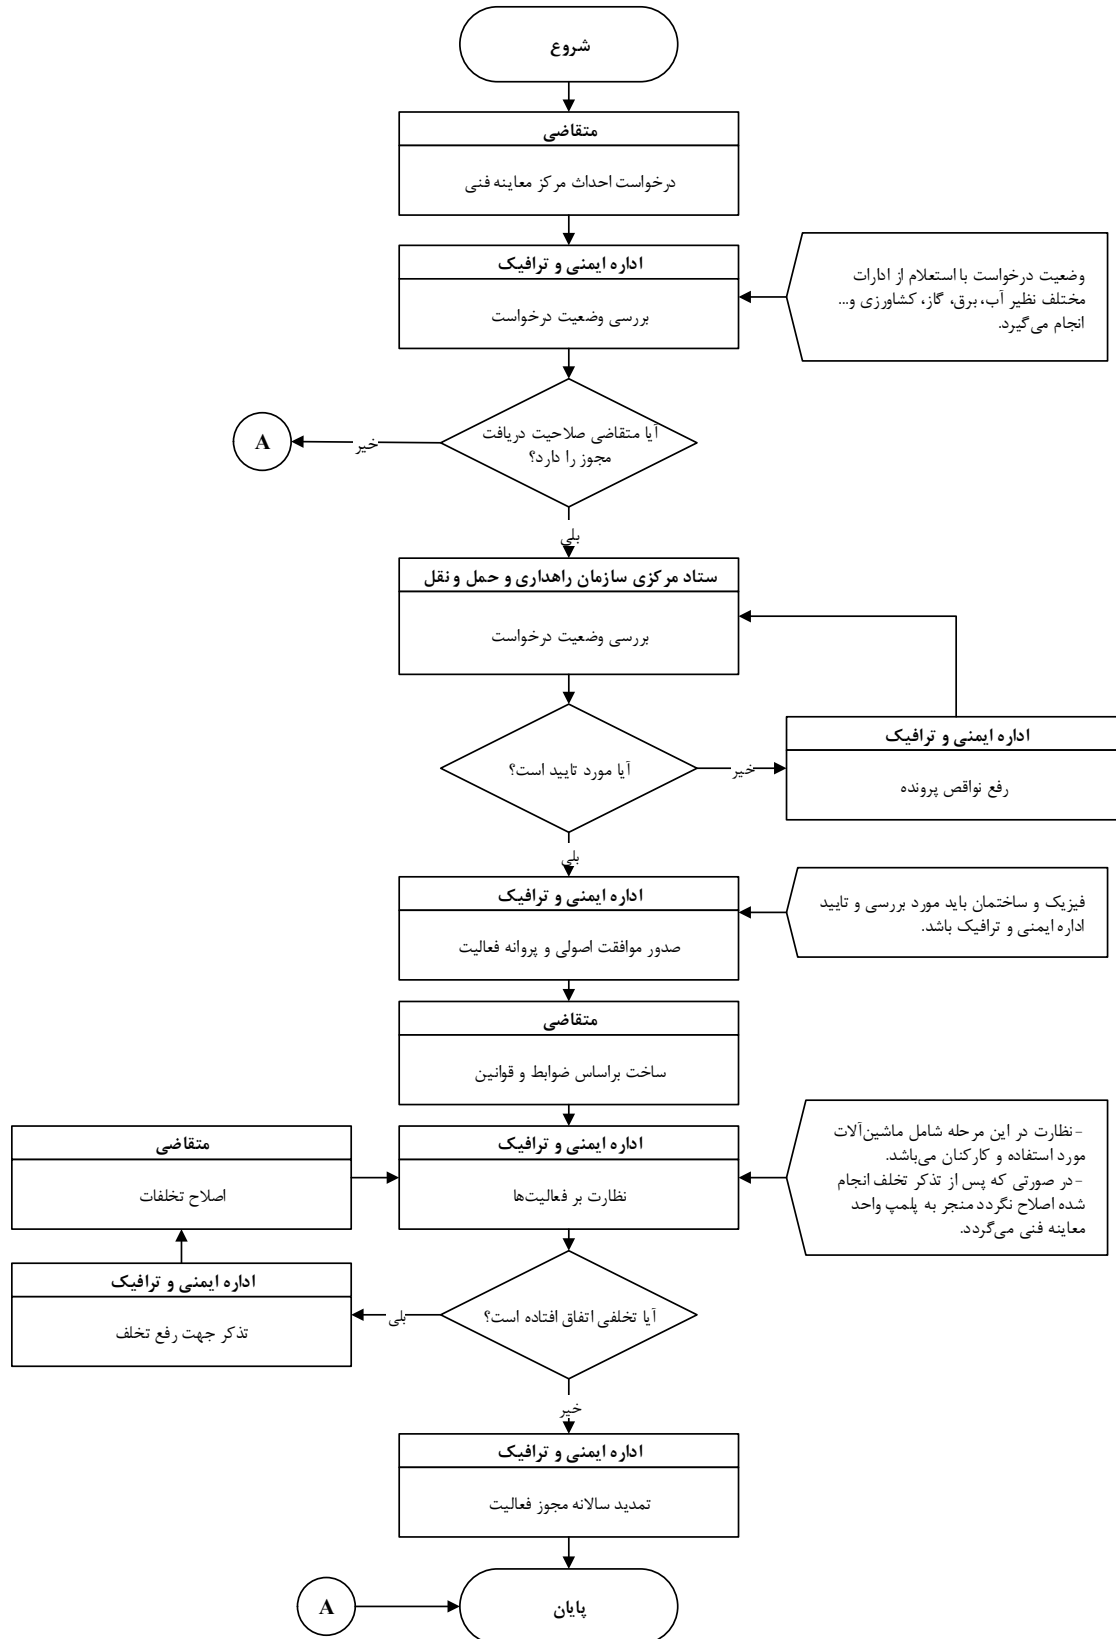 شروع
متقاضی
درخواست احداث مرکز معاینه فنی
اداره ایمنی و ترافیک
بررسی وضعیت درخواست
وضعیت درخواست با استعلام از ادارات
مختلف نظیر آب، برق، گاز، کشاورزی و...
انجام می‌گیرد.
آیا متقاضی صلاحیت دریافت
مجوز را دارد؟
خیر
A
بلی
ستاد مرکزی سازمان راهداری و حمل و نقل
بررسی وضعیت درخواست
آیا مورد تایید است؟
خیر
اداره ایمنی و ترافیک
رفع نواقص پرونده
بلی
اداره ایمنی و ترافیک
صدور موافقت اصولی و پروانه فعالیت
فیزیک و ساختمان باید مورد بررسی و تایید
اداره ایمنی و ترافیک باشد.
متقاضی
ساخت براساس ضوابط و قوانین
اداره ایمنی و ترافیک
نظارت بر فعالیت‌ها
-نظارت در این مرحله شامل ماشین‌آلات
مورد استفاده و کارکنان می‌باشد.
-در صورتی که پس از تذکر تخلف انجام
شده اصلاح نگردد منجر به پلمپ واحد
معاینه فنی می‌گردد.
متقاضی
اصلاح تخلفات
آیا تخلفی اتفاق افتاده است؟
بلی
اداره ایمنی و ترافیک
تذکر جهت رفع تخلف
خیر
اداره ایمنی و ترافیک
تمدید سالانه مجوز فعالیت
A
پایان